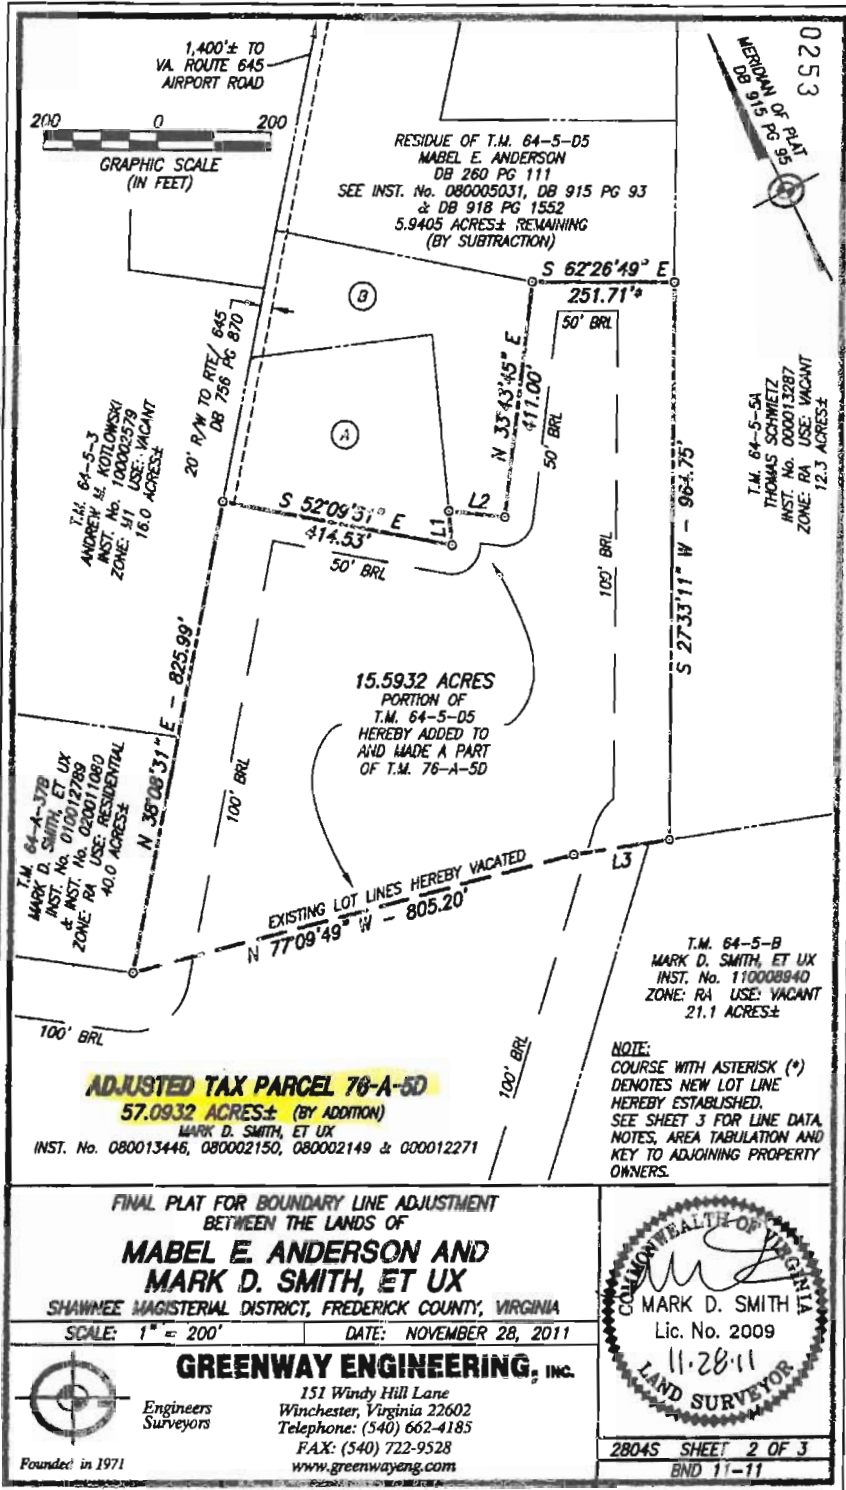 0253
1,400'± TO
VA. ROUTE 645
AIRPORT ROAD
MERIDIAN OF PLAT
DB 915 PG 95
200 0 200
GRAPHIC SCALE
(IN FEET)
RESIDUE OF T.M. 64-5-D5
MABEL E. ANDERSON
DB 260 PG 111
SEE INST. No. 080005031, DB 915 PG 93
& DB 918 PG 1552
5.9405 ACRES± REMAINING
(BY SUBTRACTION)
S 62°26'49" E
251.71'*
50' BRL
B
20' R/W TO RTE/ 645
DB 756 PG 870
N 33°43'45" E
411.00'
50' BRL
A
T.M. 64-5-3
ANDREW M. KOTLOWSKI
INST. No. 100002579
ZONE: M1 USE: VACANT
16.0 ACRES±
T.M. 64-5-5A
THOMAS SCHWIETZ
INST. No. 000013287
ZONE: RA USE: VACANT
12.3 ACRES±
S 52°09'31" E
414.53'
L1
L2
50' BRL
100' BRL
S 27°33'11" W - 964.75'
N 38°08'31" E - 825.99'
15.5932 ACRES
PORTION OF
T.M. 64-5-D5
HEREBY ADDED TO
AND MADE A PART
OF T.M. 76-A-5D
100' BRL
T.M. 64-A-37B
MARK D. SMITH, ET UX
INST. No. 010012789
& INST. No. 020011080
ZONE: RA USE: RESIDENTIAL
40.0 ACRES±
EXISTING LOT LINES HEREBY VACATED
N 77°09'49" W - 805.20'
L3
T.M. 64-5-B
MARK D. SMITH, ET UX
INST. No. 110008940
ZONE: RA USE: VACANT
21.1 ACRES±
100' BRL
100' BRL
NOTE:
COURSE WITH ASTERISK (*)
DENOTES NEW LOT LINE
HEREBY ESTABLISHED.
SEE SHEET 3 FOR LINE DATA,
NOTES, AREA TABULATION AND
KEY TO ADJOINING PROPERTY
OWNERS.
ADJUSTED TAX PARCEL 76-A-5D
57.0932 ACRES± (BY ADDITION)
MARK D. SMITH, ET UX
INST. No. 080013446, 080002150, 080002149 & 000012271
FINAL PLAT FOR BOUNDARY LINE ADJUSTMENT
BETWEEN THE LANDS OF
MABEL E. ANDERSON AND
MARK D. SMITH, ET UX
SHAWNEE MAGISTERIAL DISTRICT, FREDERICK COUNTY, VIRGINIA
SCALE: 1" = 200' DATE: NOVEMBER 28, 2011
GREENWAY ENGINEERING, INC.
Engineers
Surveyors
Founded in 1971
151 Windy Hill Lane
Winchester, Virginia 22602
Telephone: (540) 662-4185
FAX: (540) 722-9528
www.greenwayeng.com
COMMONWEALTH OF VIRGINIA
MARK D. SMITH
Lic. No. 2009
11·28·11
LAND SURVEYOR
2804S SHEET 2 OF 3
BND 11-11